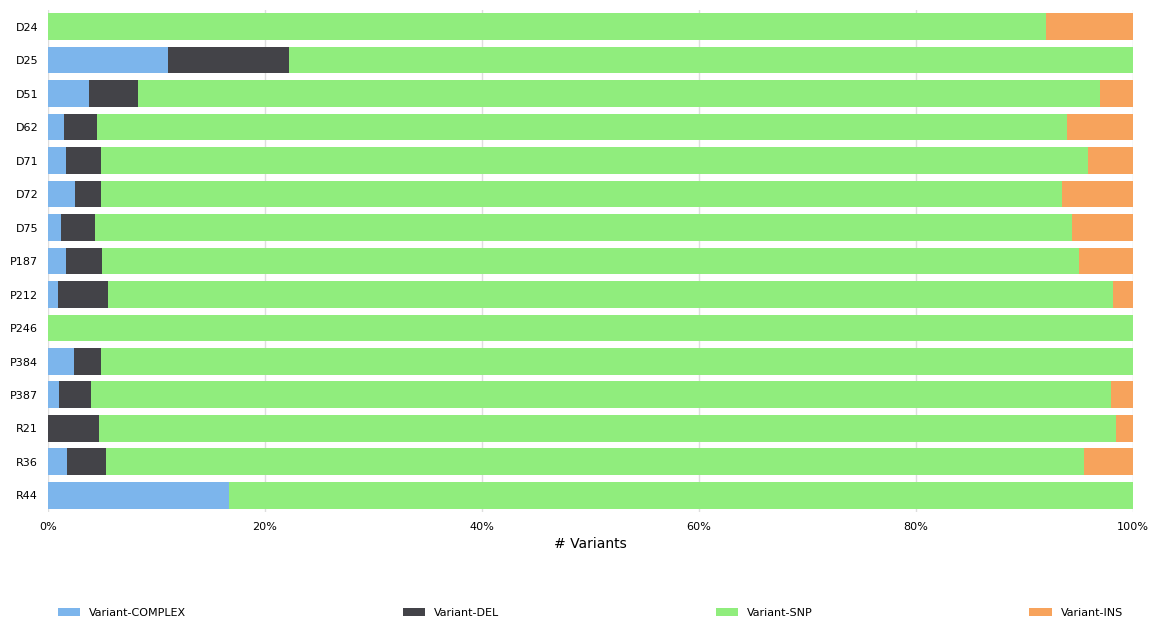 D24
D25
D51
D62
D71
D72
D75
P187
P212
P246
P384
P387
R21
R36
R44
0% 20% 40% 60% 80% 100%
# Variants
Variant-COMPLEX Variant-DEL Variant-SNP Variant-INS